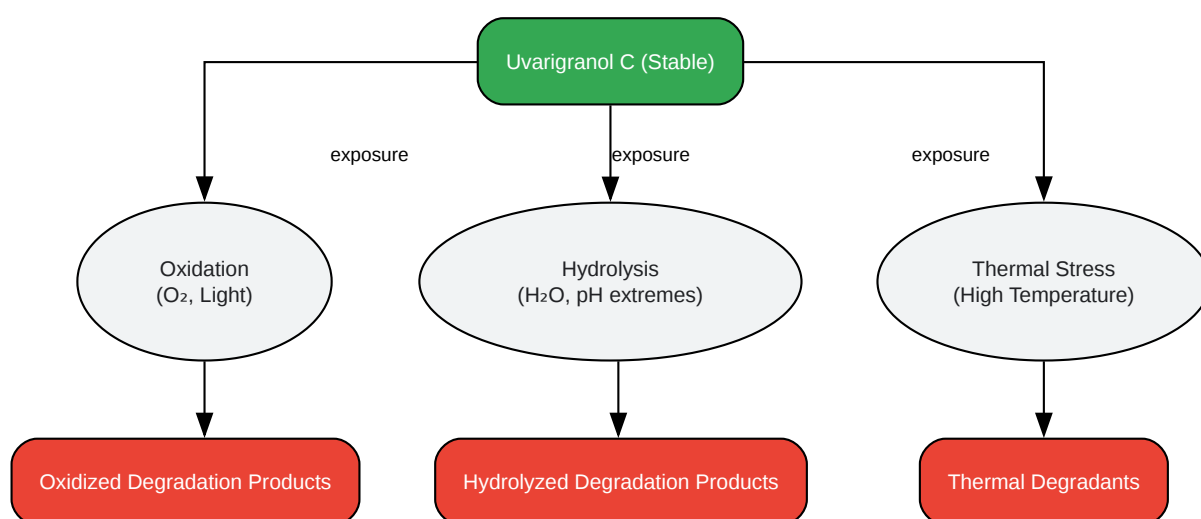 Uvarigranol C (Stable)
exposure
exposure
exposure
Oxidation
(O₂, Light)
Hydrolysis
(H₂O, pH extremes)
Thermal Stress
(High Temperature)
Oxidized Degradation Products
Hydrolyzed Degradation Products
Thermal Degradants